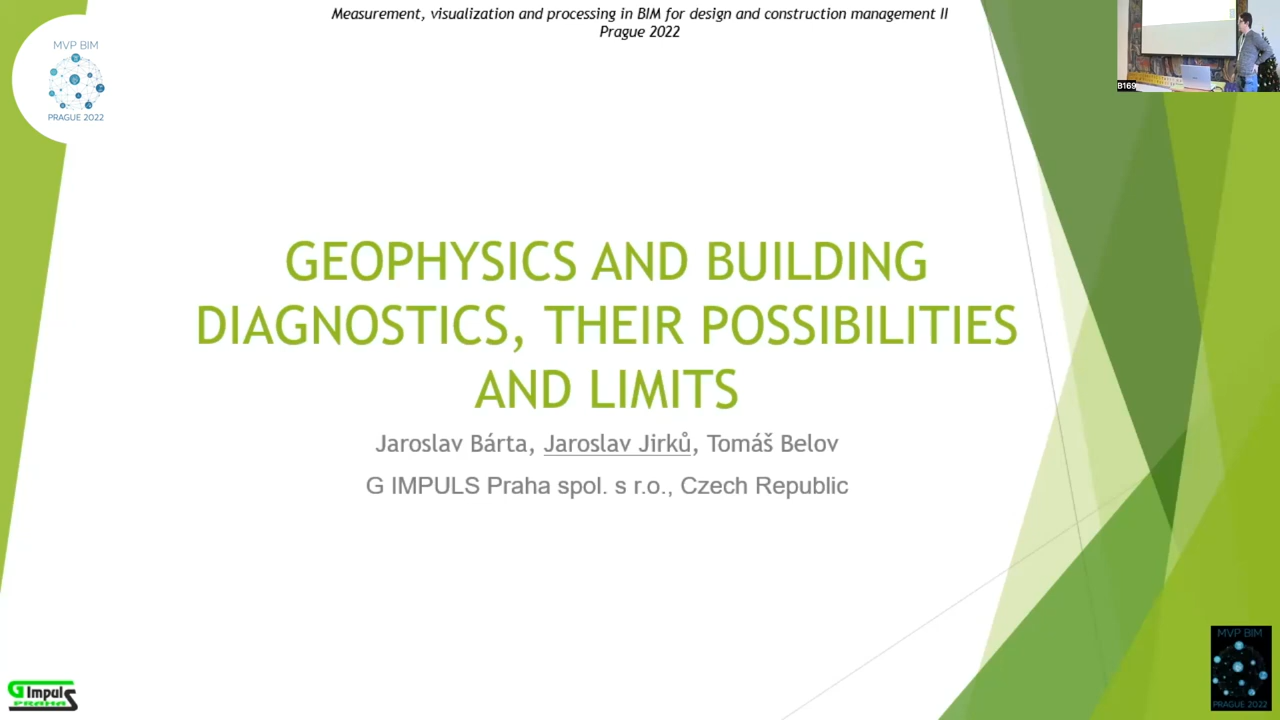 Measurement, visualization and processing in BIM for design and construction management II
Prague 2022
MVP BIM
PRAGUE 2022
B169
GEOPHYSICS AND BUILDING
DIAGNOSTICS, THEIR POSSIBILITIES
AND LIMITS
Jaroslav Bárta, Jaroslav Jirků, Tomáš Belov
G IMPULS Praha spol. s r.o., Czech Republic
G Impuls
PRAHA
MVP BIM
PRAGUE 2022